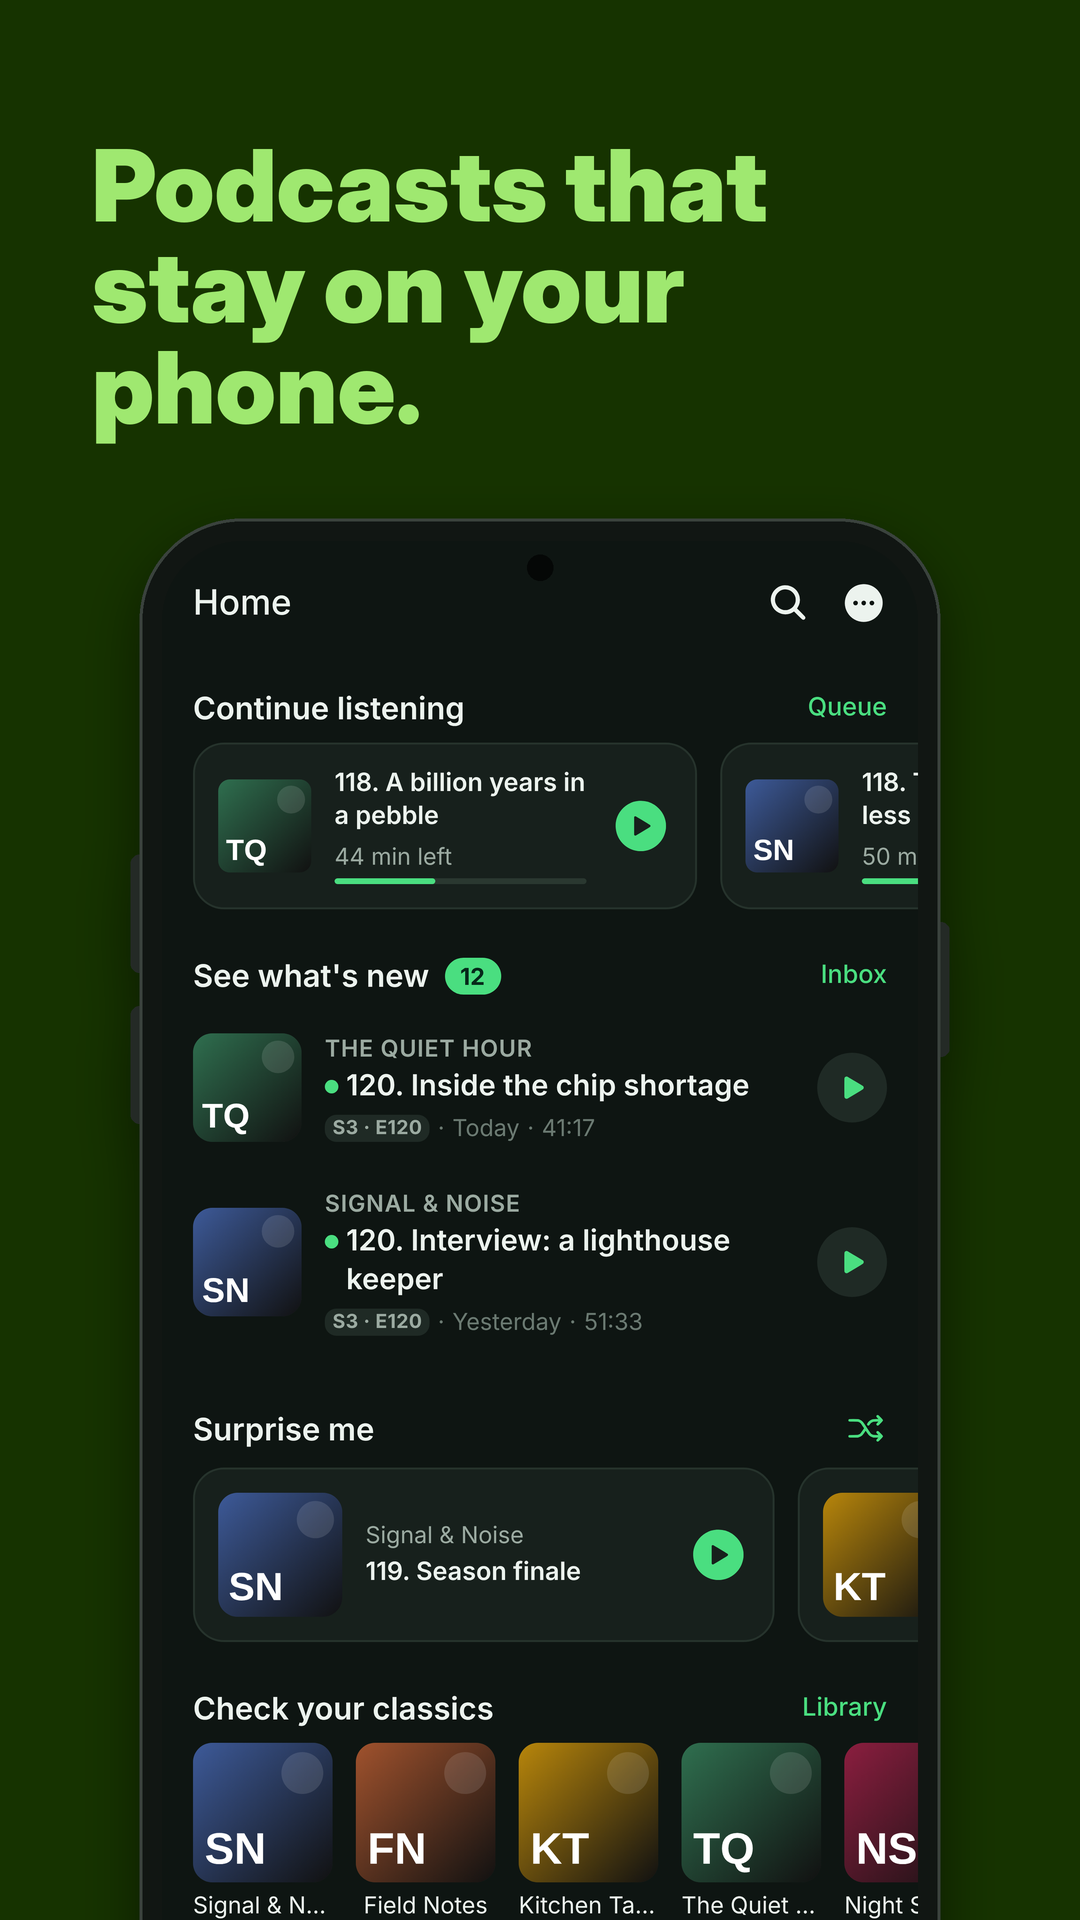 Podcasts that
stay on your
phone.
Home
Continue listening
Queue
TQ
118. A billion years in
a pebble
44 min left
SN
118.
less
50 m
See what's new
12
Inbox
TQ
THE QUIET HOUR
120. Inside the chip shortage
S3 · E120 · Today · 41:17
SN
SIGNAL & NOISE
120. Interview: a lighthouse
keeper
S3 · E120 · Yesterday · 51:33
Surprise me
SN
Signal & Noise
119. Season finale
KT
Check your classics
Library
SN
FN
KT
TQ
NS
Signal & N...
Field Notes
Kitchen Ta...
The Quiet ...
Night S